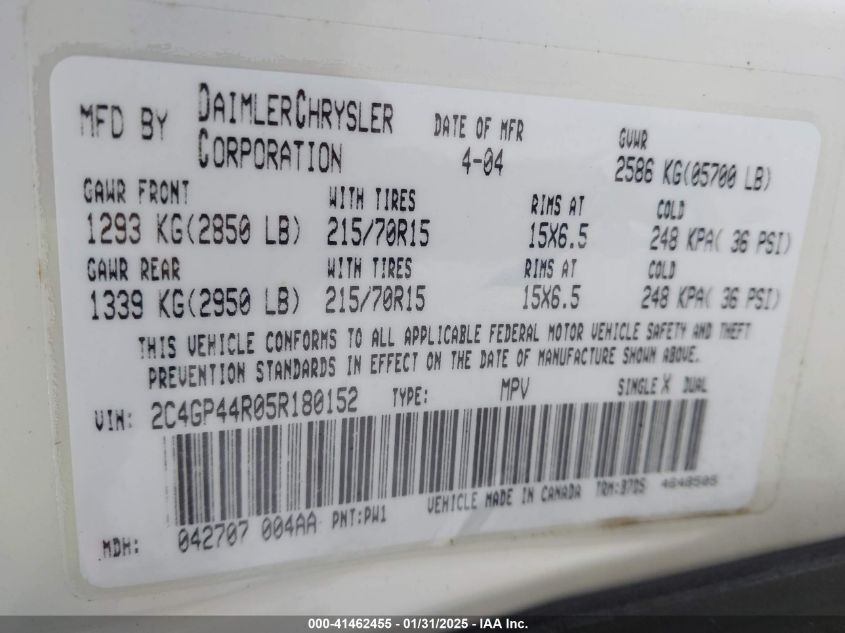 MFD BY DAIMLERCHRYSLER CORPORATION DATE OF MFR 4-04 GVWR 2586 KG(05700 LB)
GAWR FRONT WITH TIRES RIMS AT COLD
1293 KG(2850 LB) 215/70R15 15X6.5 248 KPA( 36 PSI)
GAWR REAR WITH TIRES RIMS AT COLD
1339 KG(2950 LB) 215/70R15 15X6.5 248 KPA( 36 PSI)
THIS VEHICLE CONFORMS TO ALL APPLICABLE FEDERAL MOTOR VEHICLE SAFETY AND THEFT
PREVENTION STANDARDS IN EFFECT ON THE DATE OF MANUFACTURE SHOWN ABOVE.
VIN: 2C4GP44R05R180152 TYPE: MPV SINGLE X DUAL
VEHICLE MADE IN CANADA TRM:B7D5 4648505
MDH: 042707 004AA PNT:PW1
000-41462455 - 01/31/2025 - IAA Inc.